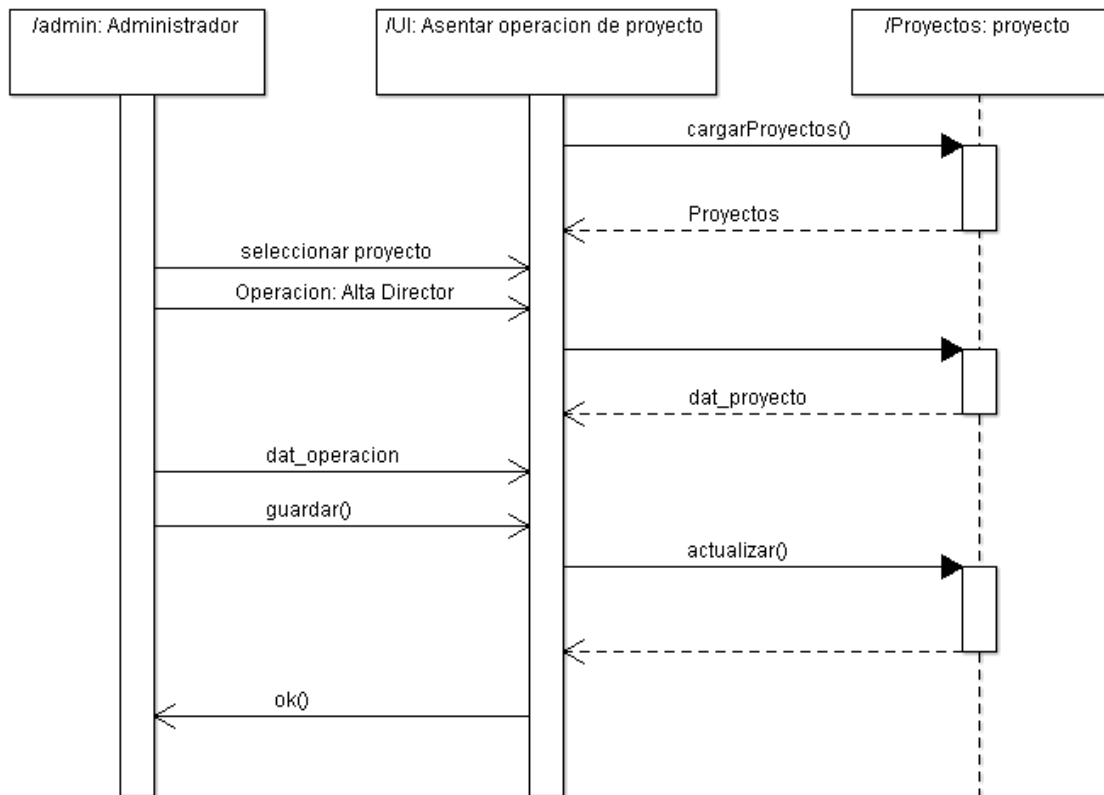 /admin: Administrador
/UI: Asentar operacion de proyecto
/Proyectos: proyecto
cargarProyectos()
Proyectos
seleccionar proyecto
Operacion: Alta Director
dat_proyecto
dat_operacion
guardar()
actualizar()
ok()